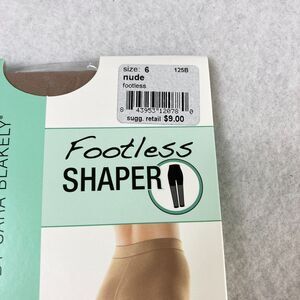 size: 6 125B
nude
footless
8 43953 12078 0
sugg. retail $9.00
BY SARA BLAKELY®
Footless
SHAPER